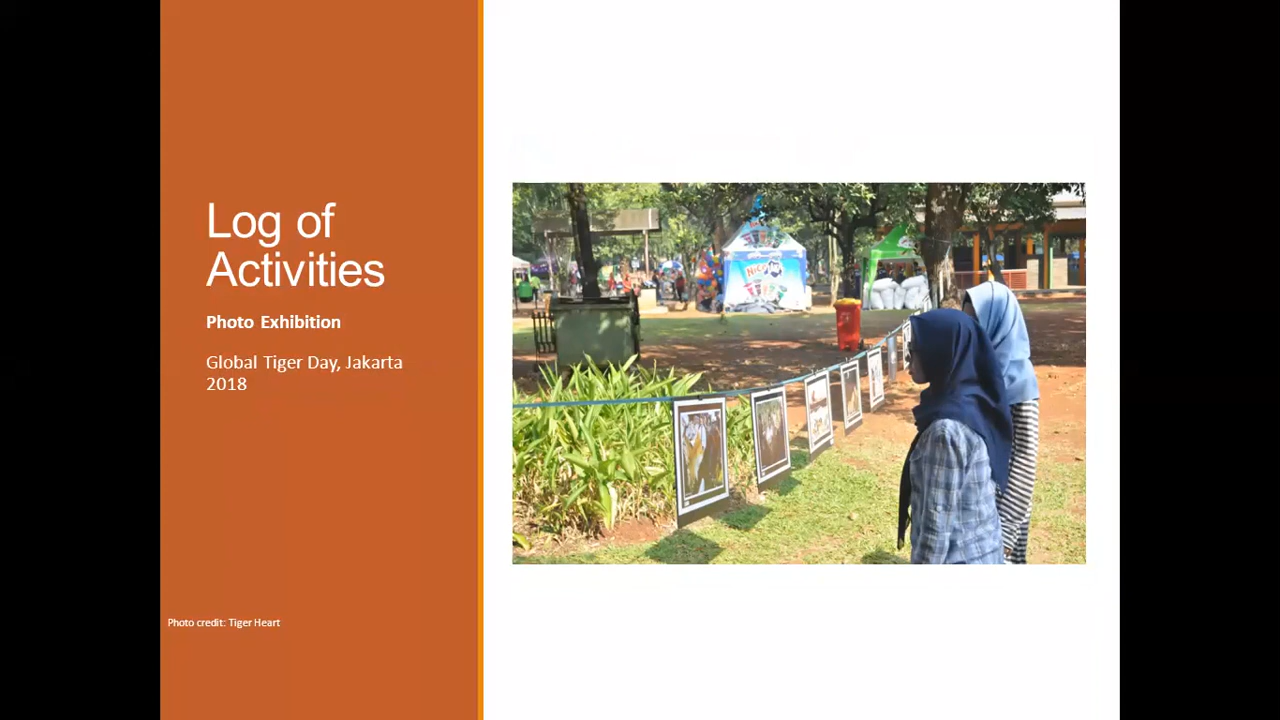 Log of
Activities
Photo Exhibition
Global Tiger Day, Jakarta
2018
Photo credit: Tiger Heart